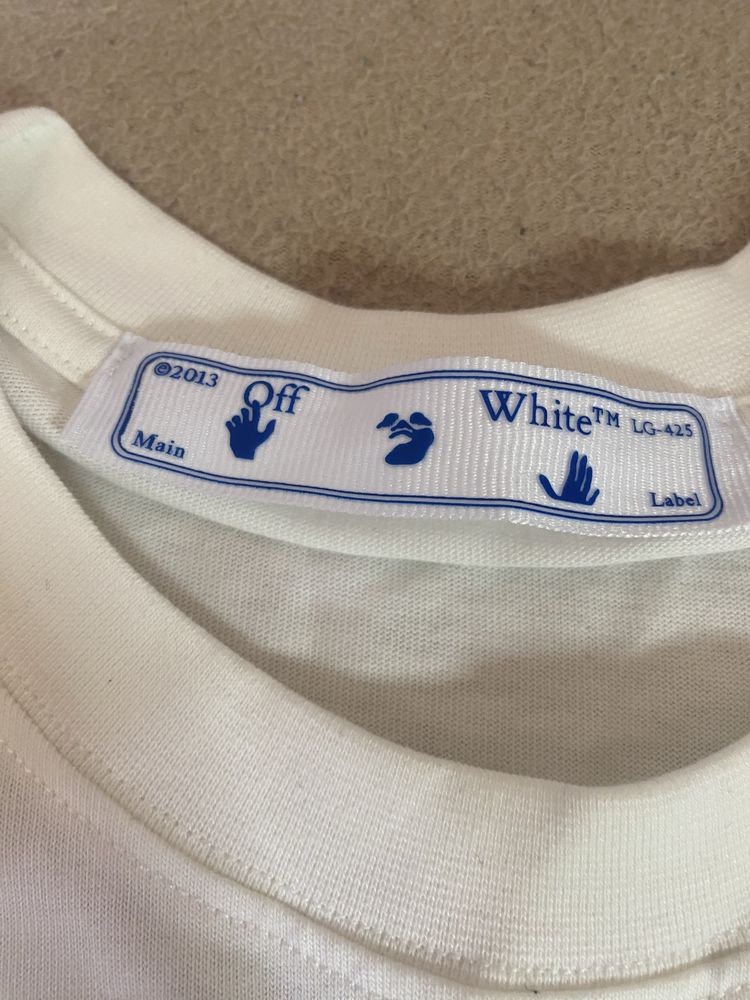 ©2013 Off White™ LG-425
Main Label